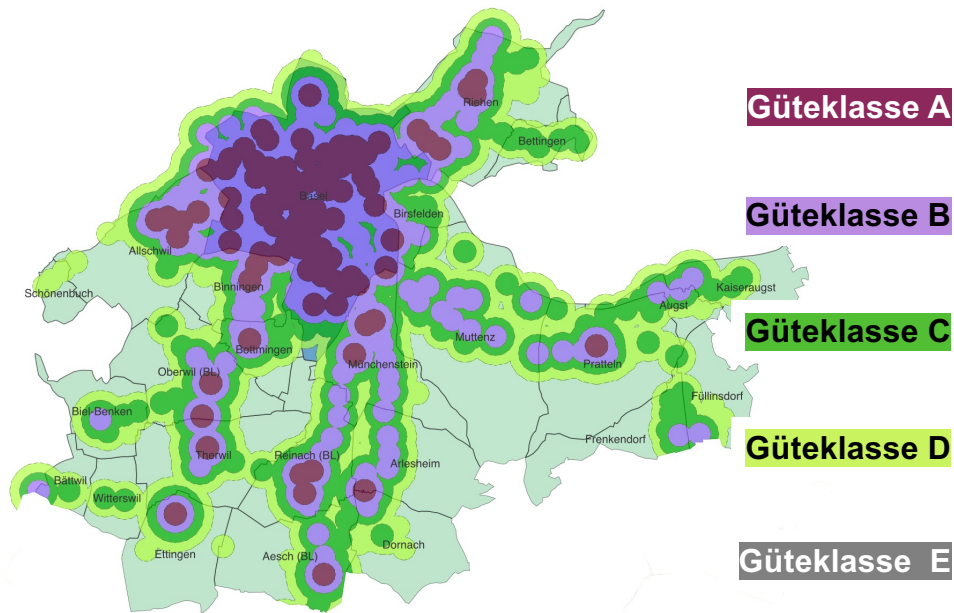 Riehen
Güteklasse A
Bettingen
Basel
Birsfelden
Güteklasse B
Allschwil
Schönenbuch
Binningen
Kaiseraugst
Augst
Güteklasse C
Muttenz
Bottmingen
Münchenstein
Pratteln
Oberwil (BL)
Füllinsdorf
Biel-Benken
Frenkendorf
Güteklasse D
Therwil
Reinach (BL)
Arlesheim
Bättwil
Witterswil
Dornach
Ettingen
Aesch (BL)
Güteklasse E